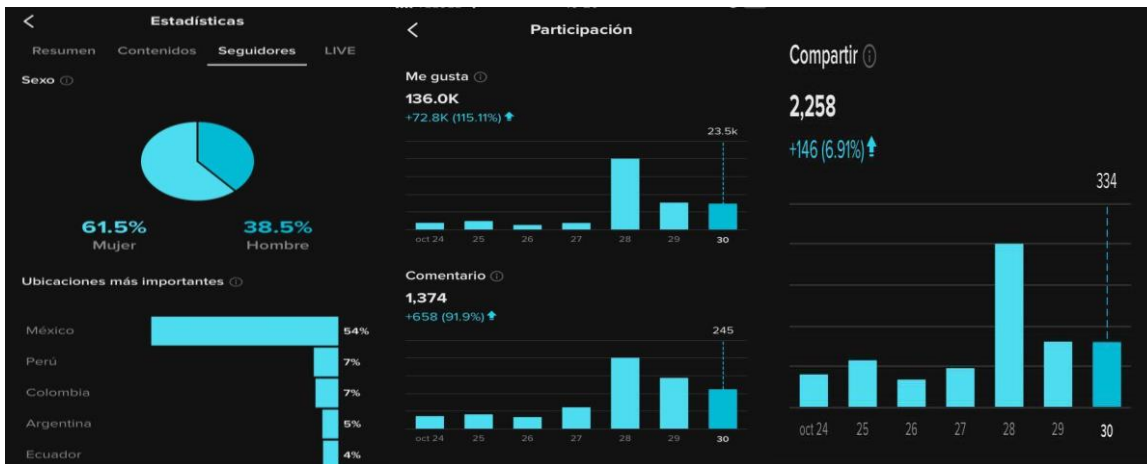 Estadísticas
Resumen Contenidos Seguidores LIVE
Sexo
61.5% 38.5%
Mujer Hombre
Ubicaciones más importantes
México 54%
Perú 7%
Colombia 7%
Argentina 5%
Ecuador 4%
Participación
Me gusta
136.0K
+72.8K (115.11%)
23.5k
oct 24 25 26 27 28 29 30
Comentario
1,374
+658 (91.9%)
245
oct 24 25 26 27 28 29 30
Compartir
2,258
+146 (6.91%)
334
oct 24 25 26 27 28 29 30